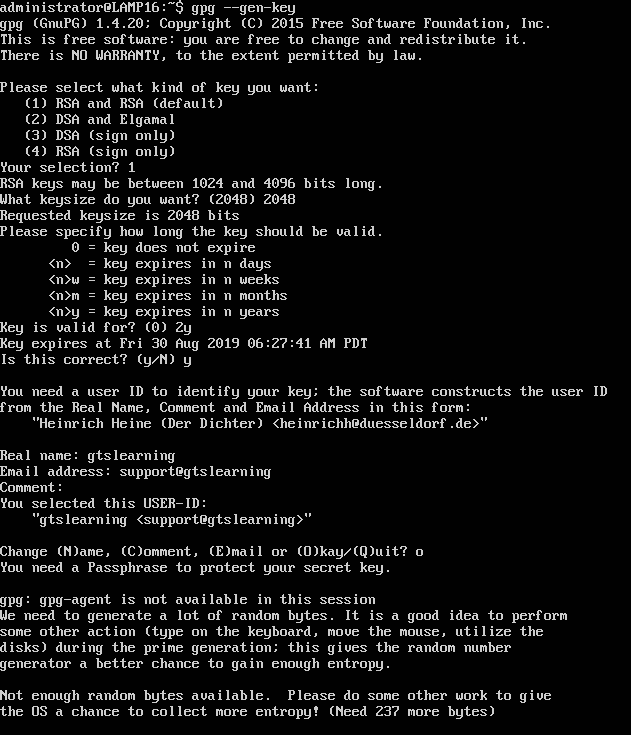 administrator@LAMP16:~$ gpg --gen-key
gpg (GnuPG) 1.4.20; Copyright (C) 2015 Free Software Foundation, Inc.
This is free software: you are free to change and redistribute it.
There is NO WARRANTY, to the extent permitted by law.

Please select what kind of key you want:
   (1) RSA and RSA (default)
   (2) DSA and Elgamal
   (3) DSA (sign only)
   (4) RSA (sign only)
Your selection? 1
RSA keys may be between 1024 and 4096 bits long.
What keysize do you want? (2048) 2048
Requested keysize is 2048 bits
Please specify how long the key should be valid.
         0 = key does not expire
      <n>  = key expires in n days
      <n>w = key expires in n weeks
      <n>m = key expires in n months
      <n>y = key expires in n years
Key is valid for? (0) 2y
Key expires at Fri 30 Aug 2019 06:27:41 AM PDT
Is this correct? (y/N) y

You need a user ID to identify your key; the software constructs the user ID
from the Real Name, Comment and Email Address in this form:
    "Heinrich Heine (Der Dichter) <heinrichh@duesseldorf.de>"

Real name: gtslearning
Email address: support@gtslearning
Comment:
You selected this USER-ID:
    "gtslearning <support@gtslearning>"

Change (N)ame, (C)omment, (E)mail or (O)kay/(Q)uit? o
You need a Passphrase to protect your secret key.

gpg: gpg-agent is not available in this session
We need to generate a lot of random bytes. It is a good idea to perform
some other action (type on the keyboard, move the mouse, utilize the
disks) during the prime generation; this gives the random number
generator a better chance to gain enough entropy.

Not enough random bytes available.  Please do some other work to give
the OS a chance to collect more entropy! (Need 237 more bytes)